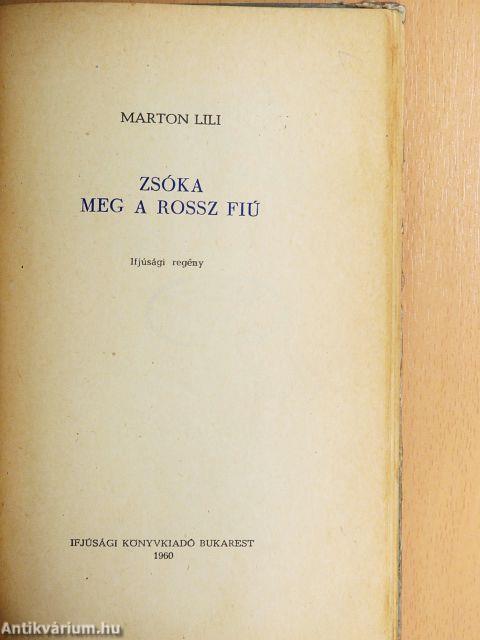 MARTON LILI
ZSÓKA
MEG A ROSSZ FIÚ
Ifjúsági regény
IFJÚSÁGI KÖNYVKIADÓ BUKAREST
1960
Antikvárium.hu